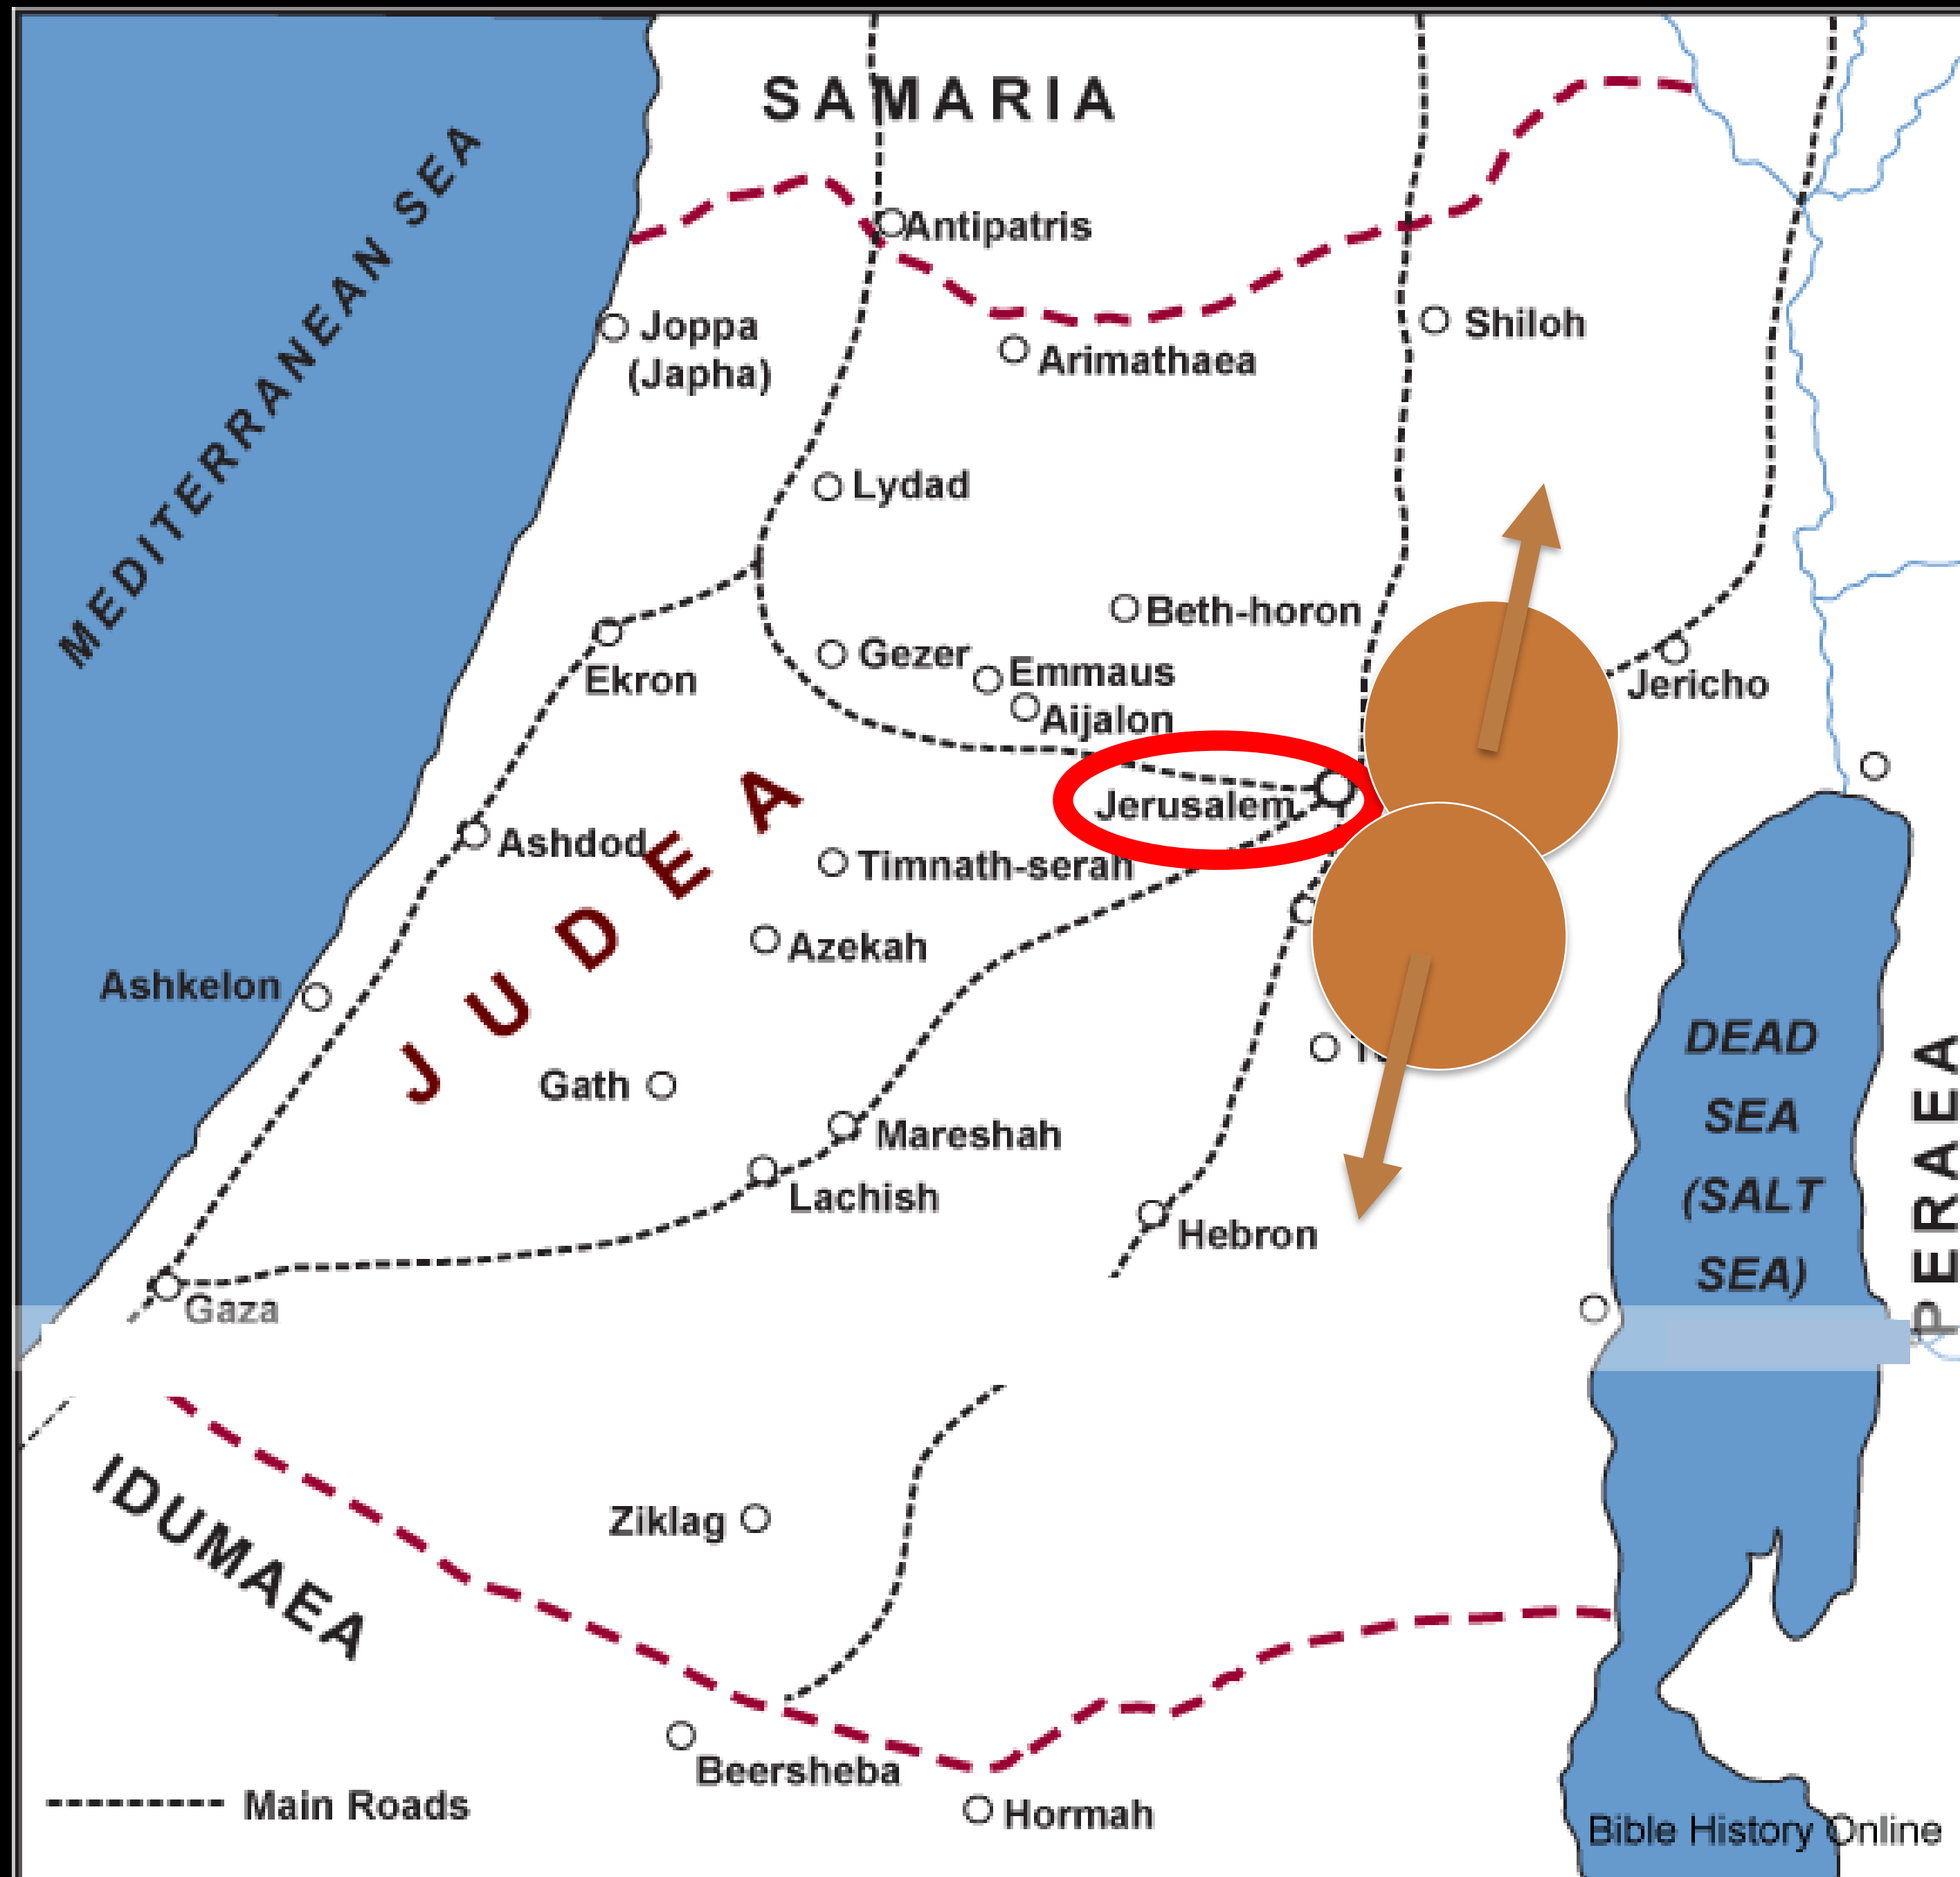 SAMARIA
MEDITERRANEAN SEA
Antipatris
Joppa
(Japha)
Arimathaea
Shiloh
Lydad
Beth-horon
Gezer
Emmaus
Aijalon
Ekron
Jericho
Jerusalem
JUDEA
Ashdod
Timnath-serah
Azekah
Ashkelon
Gath
Mareshah
Lachish
Hebron
Gaza
DEAD
SEA
(SALT
SEA)
PERAEA
IDUMAEA
Ziklag
Beersheba
Hormah
Main Roads
Bible History Online